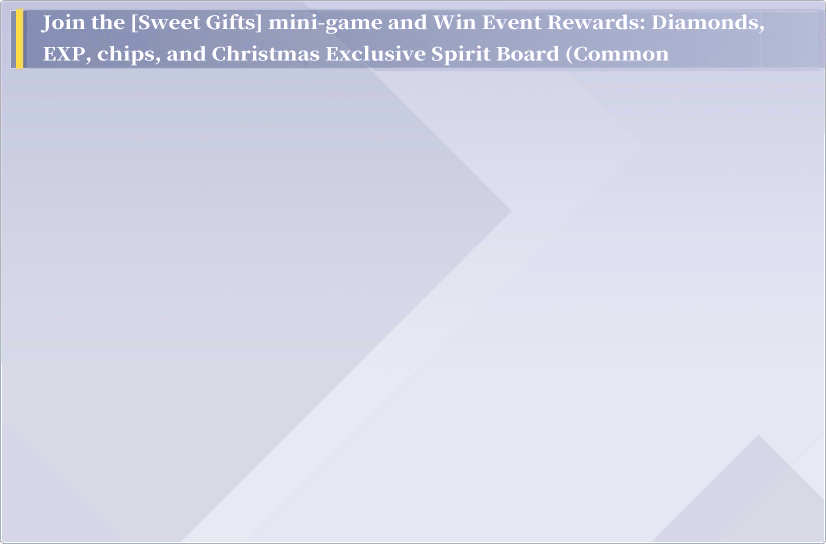 Join the [Sweet Gifts] mini-game and Win Event Rewards: Diamonds,
EXP, chips, and Christmas Exclusive Spirit Board (Common